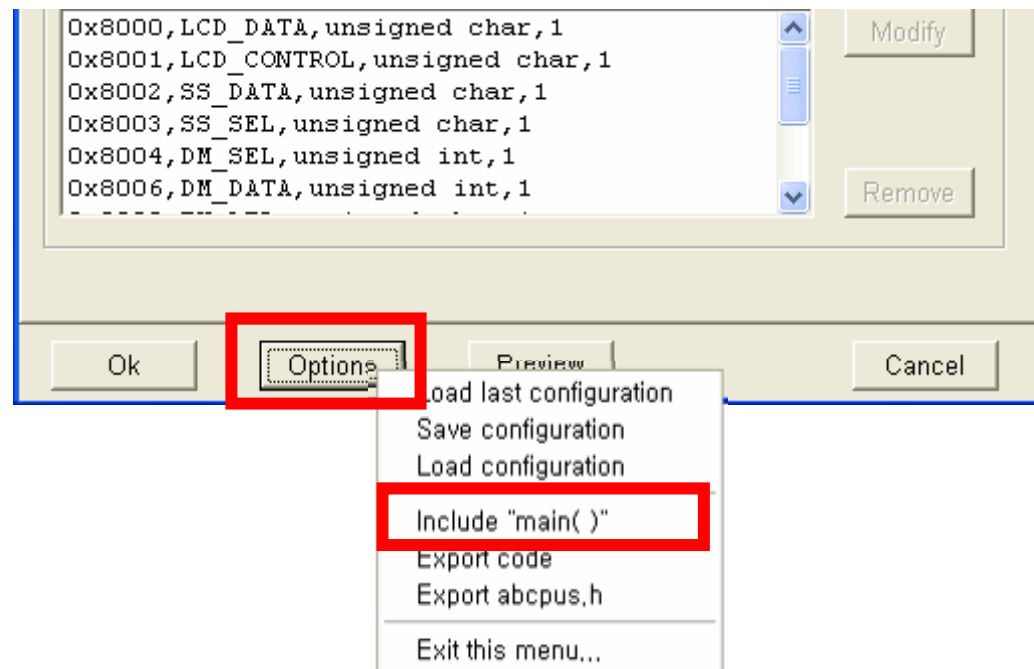 0x8000,LCD_DATA,unsigned char,1
Modify
0x8001,LCD_CONTROL,unsigned char,1
0x8002,SS_DATA,unsigned char,1
0x8003,SS_SEL,unsigned char,1
0x8004,DM_SEL,unsigned int,1
0x8006,DM_DATA,unsigned int,1
Remove
Ok
Options
Preview
Cancel
Load last configuration
Save configuration
Load configuration
Include "main( )"
Export code
Export abcpus,h
Exit this menu,,,